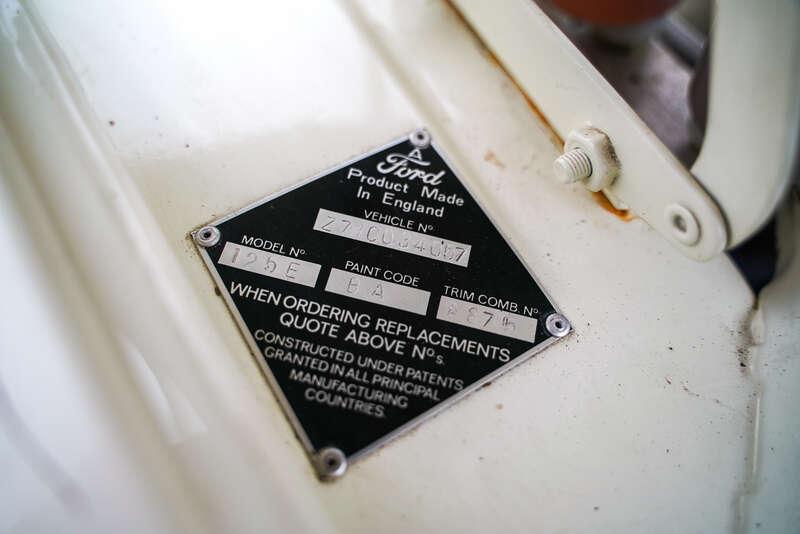 Ford
Product Made
In England
VEHICLE Nº
MODEL Nº
125E
PAINT CODE
BA
TRIM COMB. Nº
WHEN ORDERING REPLACEMENTS
QUOTE ABOVE Nºs.
CONSTRUCTED UNDER PATENTS
GRANTED IN ALL PRINCIPAL
MANUFACTURING
COUNTRIES.